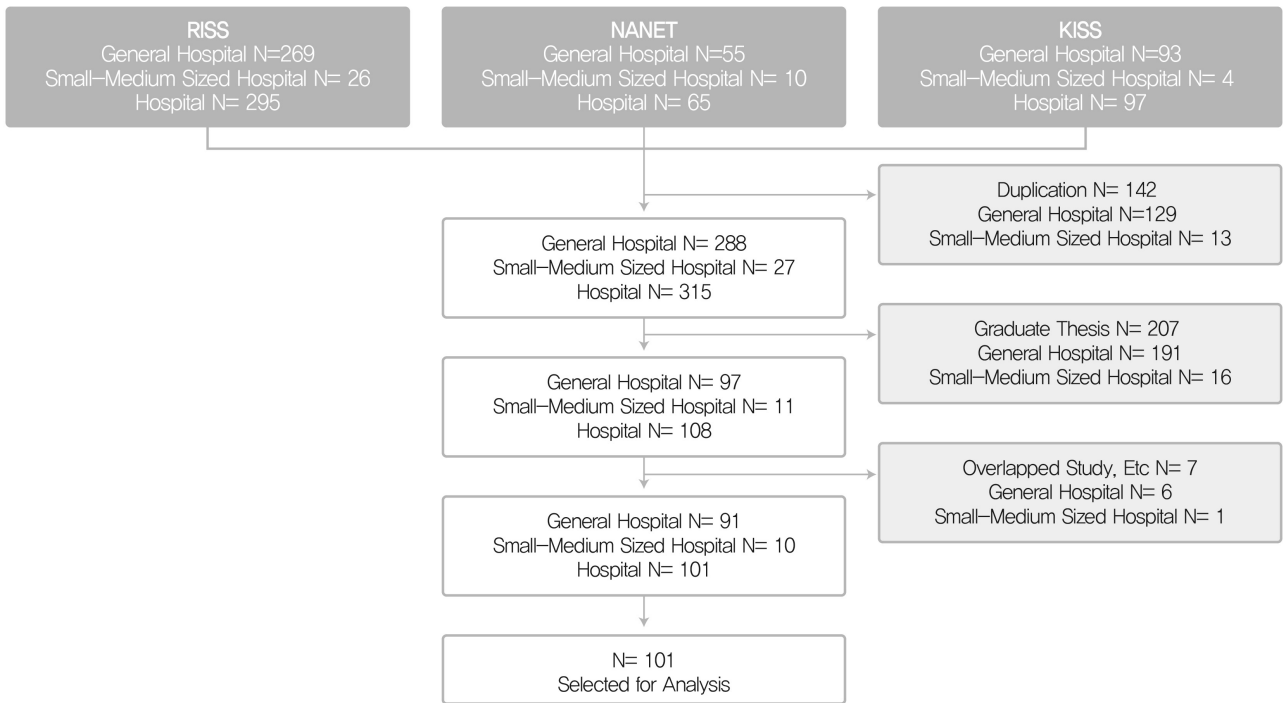 RISS
General Hospital N=269
Small-Medium Sized Hospital N= 26
Hospital N= 295
NANET
General Hospital N=55
Small-Medium Sized Hospital N= 10
Hospital N= 65
KISS
General Hospital N=93
Small-Medium Sized Hospital N= 4
Hospital N= 97
Duplication N= 142
General Hospital N=129
Small-Medium Sized Hospital N= 13
General Hospital N= 288
Small-Medium Sized Hospital N= 27
Hospital N= 315
Graduate Thesis N= 207
General Hospital N= 191
Small-Medium Sized Hospital N= 16
General Hospital N= 97
Small-Medium Sized Hospital N= 11
Hospital N= 108
Overlapped Study, Etc N= 7
General Hospital N= 6
Small-Medium Sized Hospital N= 1
General Hospital N= 91
Small-Medium Sized Hospital N= 10
Hospital N= 101
N= 101
Selected for Analysis